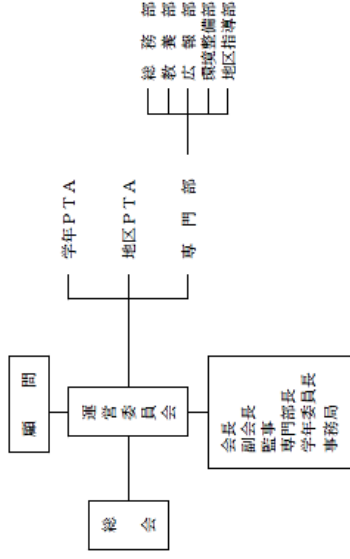 総会
顧問
運営委員会
会長
副会長
監事
専門部長
学年委員長
事務局
学年PTA
地区PTA
専門部
総務部
教養部
広報部
環境整備部
地区指導部